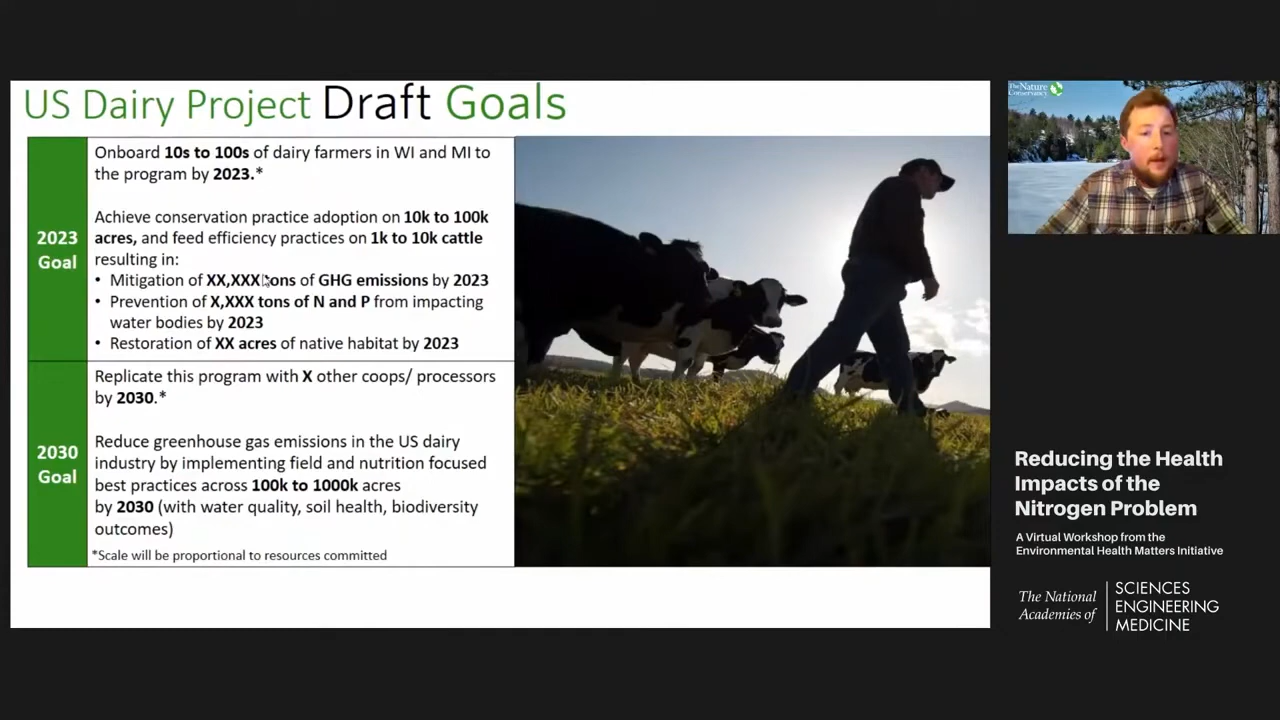 US Dairy Project Draft Goals
2023
Goal
Onboard 10s to 100s of dairy farmers in WI and MI to
the program by 2023.*
Achieve conservation practice adoption on 10k to 100k
acres, and feed efficiency practices on 1k to 10k cattle
resulting in:
• Mitigation of XX,XXX tons of GHG emissions by 2023
• Prevention of X,XXX tons of N and P from impacting
water bodies by 2023
• Restoration of XX acres of native habitat by 2023
2030
Goal
Replicate this program with X other coops/ processors
by 2030.*
Reduce greenhouse gas emissions in the US dairy
industry by implementing field and nutrition focused
best practices across 100k to 1000k acres
by 2030 (with water quality, soil health, biodiversity
outcomes)
*Scale will be proportional to resources committed
The Nature
Conservancy
Reducing the Health
Impacts of the
Nitrogen Problem
A Virtual Workshop from the
Environmental Health Matters Initiative
The National
Academies of
SCIENCES
ENGINEERING
MEDICINE